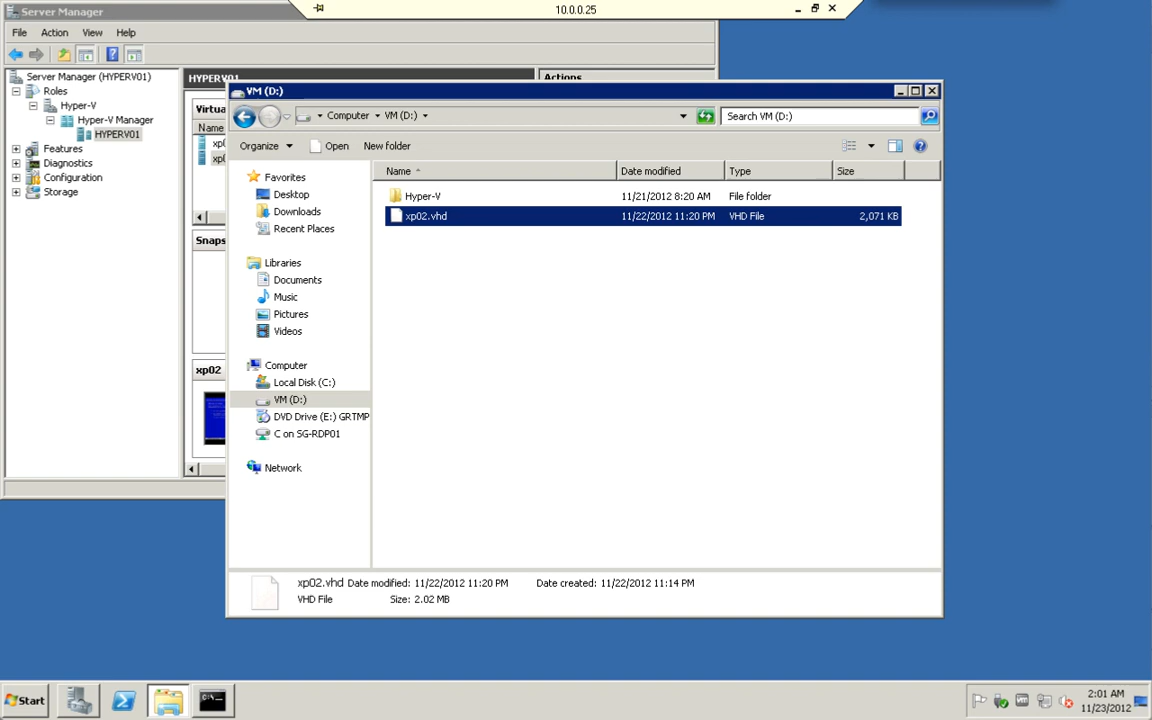 Server Manager
10.0.0.25
File Action View Help
Server Manager (HYPERV01)
Roles
Hyper-V
Hyper-V Manager
HYPERV01
Features
Diagnostics
Configuration
Storage
HYPERV01
Actions
Virtua
Name
xp0
xp0
Snaps
xp02
VM (D:)
Computer VM (D:)
Search VM (D:)
Organize Open New folder
Favorites
Desktop
Downloads
Recent Places
Libraries
Documents
Music
Pictures
Videos
Computer
Local Disk (C:)
VM (D:)
DVD Drive (E:) GRTMP
C on SG-RDP01
Network
Name Date modified Type Size
Hyper-V 11/21/2012 8:20 AM File folder
xp02.vhd 11/22/2012 11:20 PM VHD File 2,071 KB
xp02.vhd Date modified: 11/22/2012 11:20 PM Date created: 11/22/2012 11:14 PM
VHD File Size: 2.02 MB
Start
2:01 AM
11/23/2012